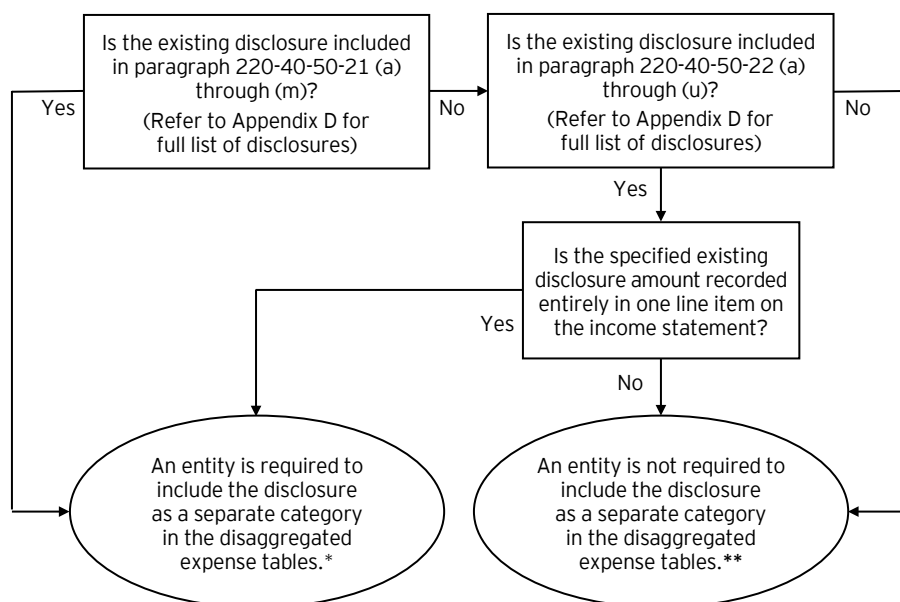 Is the existing disclosure included
in paragraph 220-40-50-21 (a)
through (m)?
(Refer to Appendix D for
full list of disclosures)
Yes
No
Is the existing disclosure included
in paragraph 220-40-50-22 (a)
through (u)?
(Refer to Appendix D for
full list of disclosures)
No
Yes
Is the specified existing
disclosure amount recorded
entirely in one line item on
the income statement?
Yes
No
An entity is required to
include the disclosure
as a separate category
in the disaggregated
expense tables.*
An entity is not required to
include the disclosure
as a separate category
in the disaggregated
expense tables.**